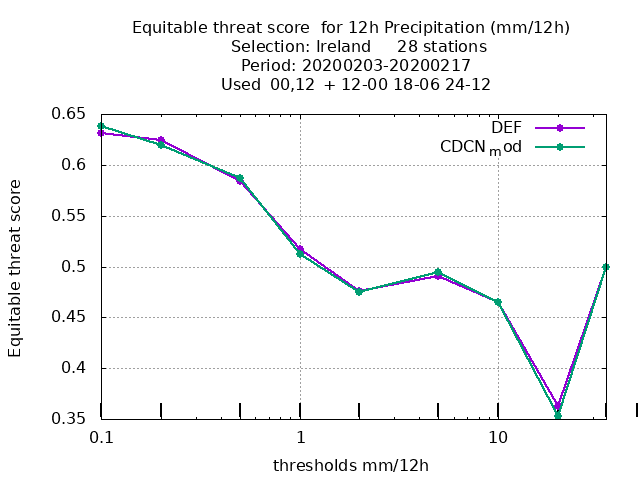 Equitable threat score  for 12h Precipitation (mm/12h)
Selection: Ireland     28 stations
Period: 20200203-20200217
Used  00,12  + 12-00 18-06 24-12
DEF
CDCN_mod
Equitable threat score
0.65
0.6
0.55
0.5
0.45
0.4
0.35
0.1 1 10
thresholds mm/12h